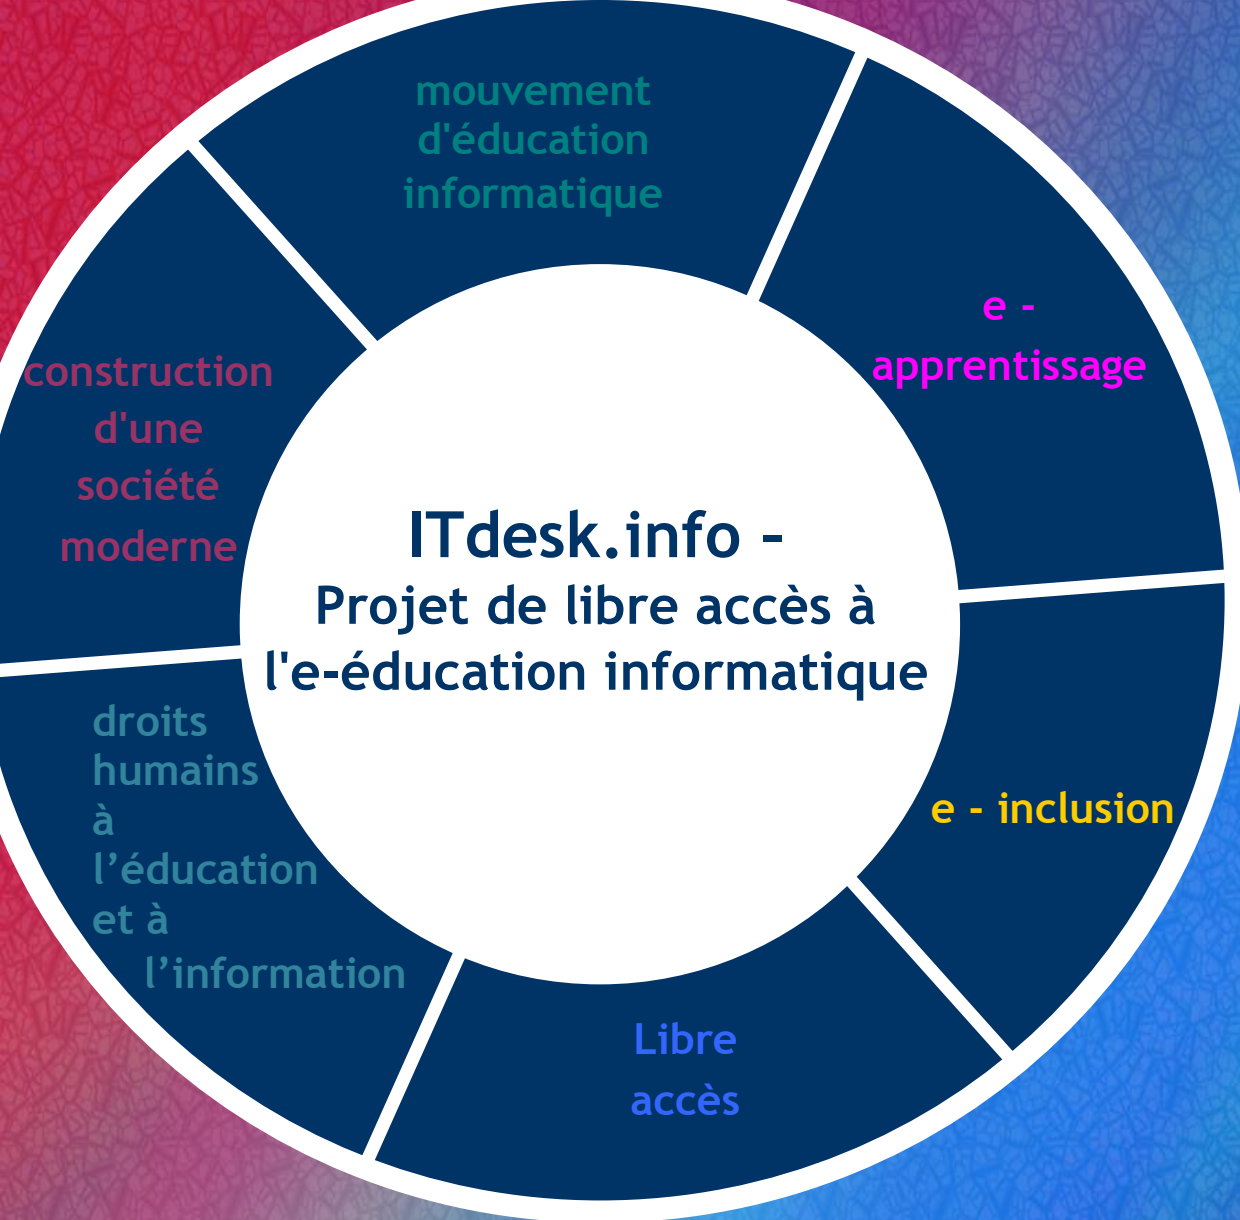 mouvement
d'éducation
informatique
e -
apprentissage
construction
d'une
société
moderne
ITdesk.info –
Projet de libre accès à
l'e-éducation informatique
droits
humains
à
l’éducation
et à
l’information
e - inclusion
Libre
accès